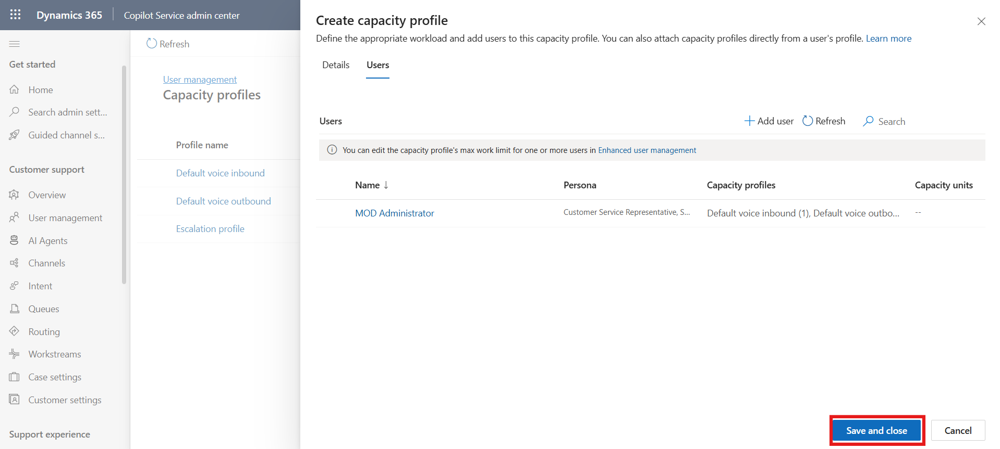 Dynamics 365 | Copilot Service admin center
Get started
Home
Search admin sett...
Guided channel s...
Customer support
Overview
User management
AI Agents
Channels
Intent
Queues
Routing
Workstreams
Case settings
Customer settings
Support experience
Refresh
User management
Capacity profiles
Profile name
Default voice inbound
Default voice outbound
Escalation profile
Create capacity profile
Define the appropriate workload and add users to this capacity profile. You can also attach capacity profiles directly from a user's profile. Learn more
Details Users
Users Add user Refresh Search
You can edit the capacity profile's max work limit for one or more users in Enhanced user management
Name ↓ Persona Capacity profiles Capacity units
MOD Administrator Customer Service Representative, S... Default voice inbound (1), Default voice outbo... --
Save and close Cancel